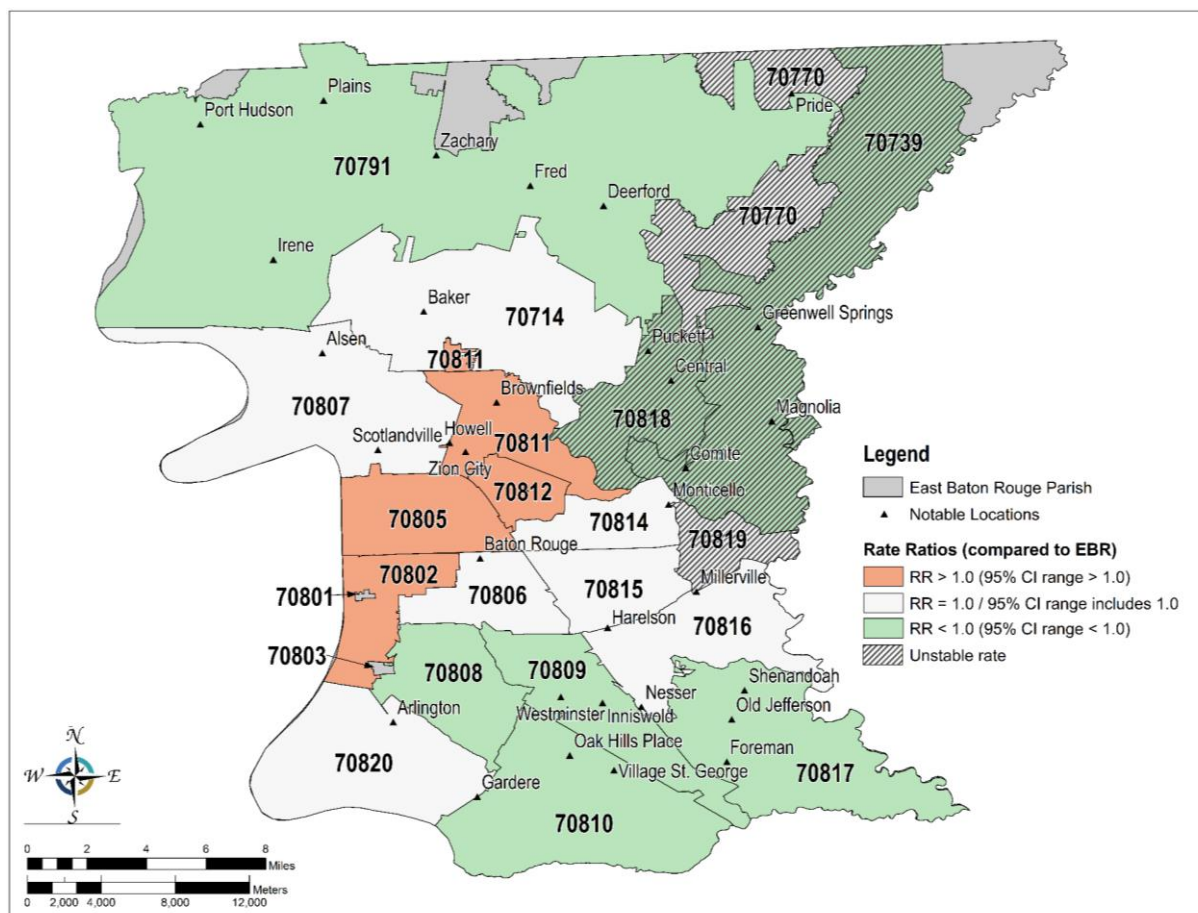 70770
Plains
Pride
Port Hudson
70739
Zachary
70791
Fred
Deerford
70770
Irene
Baker
70714
Greenwell Springs
Alsen
Puckett
70811
Central
Brownfields
70807
70818
Magnolia
Howell
70811
Scotlandville
Zion City
Comite
70812
Monticello
70805
70814
70819
Baton Rouge
70802
Millerville
70801
70806
70815
Harelson
70816
70803
70808
70809
Shenandoah
Nesser
Old Jefferson
Arlington
Westminster
Inniswold
Oak Hills Place
Foreman
70820
Village St. George
70817
Gardere
70810
Legend
East Baton Rouge Parish
Notable Locations
Rate Ratios (compared to EBR)
RR > 1.0 (95% CI range > 1.0)
RR = 1.0 / 95% CI range includes 1.0
RR < 1.0 (95% CI range < 1.0)
Unstable rate
N
W E
S
0 2 4 6 8
Miles
Meters
0 2,000 4,000 8,000 12,000